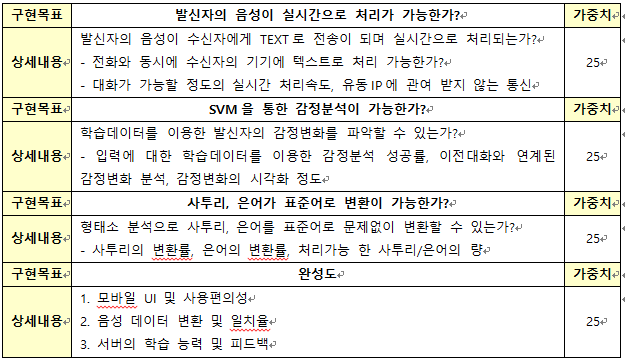 구현목표 발신자의 음성이 실시간으로 처리가 가능한가? 가중치
상세내용 발신자의 음성이 수신자에게 TEXT로 전송이 되며 실시간으로 처리되는가? 25
- 전화와 동시에 수신자의 기기에 텍스트로 처리 가능한가?
- 대화가 가능할 정도의 실시간 처리속도, 유동IP에 관여 받지 않는 통신
구현목표 SVM을 통한 감정분석이 가능한가? 가중치
상세내용 학습데이터를 이용한 발신자의 감정변화를 파악할 수 있는가? 25
- 입력에 대한 학습데이터를 이용한 감정분석 성공률, 이전대화와 연계된
감정변화 분석, 감정변화의 시각화 정도
구현목표 사투리, 은어가 표준어로 변환이 가능한가? 가중치
상세내용 형태소 분석으로 사투리, 은어를 표준어로 문제없이 변환할 수 있는가? 25
- 사투리의 변환률, 은어의 변환률, 처리가능 한 사투리/은어의 량
구현목표 완성도 가중치
상세내용 1. 모바일 UI 및 사용편의성 25
2. 음성 데이터 변환 및 일치율
3. 서버의 학습 능력 및 피드백